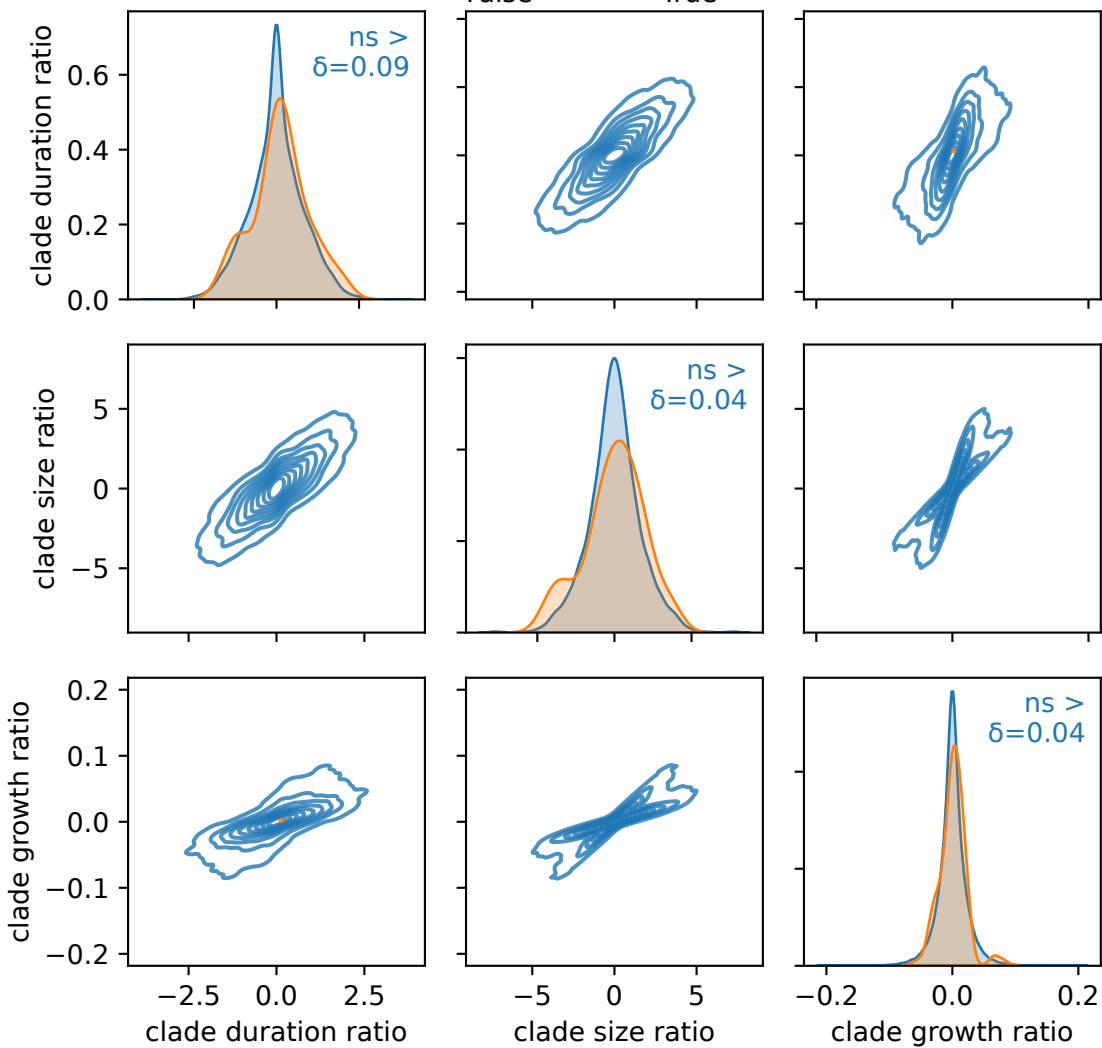 clade duration ratio
0.6
0.4
0.2
0.0
ns >
δ=0.09
clade size ratio
5
0
−5
ns >
δ=0.04
clade growth ratio
0.2
0.1
0.0
−0.1
−0.2
ns >
δ=0.04
−2.5 0.0 2.5
−5 0 5
−0.2 0.0 0.2
clade duration ratio
clade size ratio
clade growth ratio